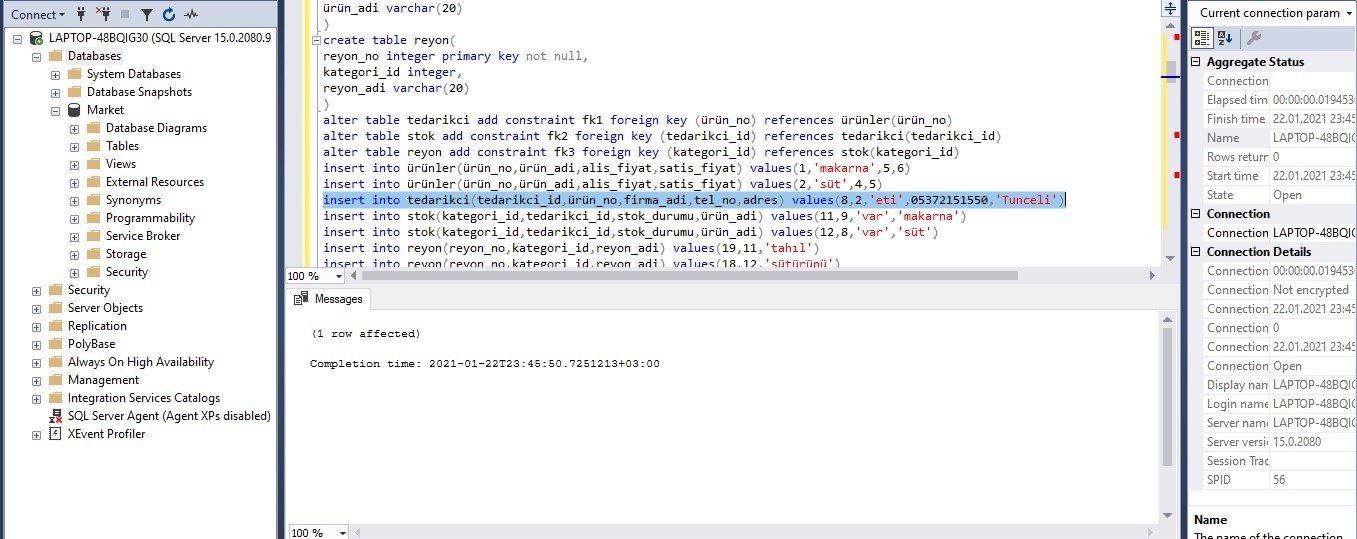 Connect
LAPTOP-48BQIG30 (SQL Server 15.0.2080.9
Databases
System Databases
Database Snapshots
Market
Database Diagrams
Tables
Views
External Resources
Synonyms
Programmability
Service Broker
Storage
Security
Security
Server Objects
Replication
PolyBase
Always On High Availability
Management
Integration Services Catalogs
SQL Server Agent (Agent XPs disabled)
XEvent Profiler
ürün_adi varchar(20)
)
create table reyon(
reyon_no integer primary key not null,
kategori_id integer,
reyon_adi varchar(20)
)
alter table tedarikci add constraint fk1 foreign key (ürün_no) references ürünler(ürün_no)
alter table stok add constraint fk2 foreign key (tedarikci_id) references tedarikci(tedarikci_id)
alter table reyon add constraint fk3 foreign key (kategori_id) references stok(kategori_id)
insert into ürünler(ürün_no,ürün_adi,alis_fiyat,satis_fiyat) values(1,'makarna',5,6)
insert into ürünler(ürün_no,ürün_adi,alis_fiyat,satis_fiyat) values(2,'süt',4,5)
insert into tedarikci(tedarikci_id,ürün_no,firma_adi,tel_no,adres) values(8,2,'eti',05372151550,'Tunceli')
insert into stok(kategori_id,tedarikci_id,stok_durumu,ürün_adi) values(11,9,'var','makarna')
insert into stok(kategori_id,tedarikci_id,stok_durumu,ürün_adi) values(12,8,'var','süt')
insert into reyon(reyon_no,kategori_id,reyon_adi) values(19,11,'tahıl')
insert into reyon(reyon_no,kategori_id,reyon_adi) values(18,12,'sütürünü')
100 %
Messages
(1 row affected)
Completion time: 2021-01-22T23:45:50.7251213+03:00
100 %
Current connection param
Aggregate Status
Connection
Elapsed tim 00:00:00.019453
Finish time 22.01.2021 23:45
Name LAPTOP-48BQIG
Rows returr 0
Start time 22.01.2021 23:45
State Open
Connection
Connection LAPTOP-48BQIG
Connection Details
Connection 00:00:00.019453
Connection Not encrypted
Connection 22.01.2021 23:45
Connection 0
Connection 22.01.2021 23:45
Connection Open
Display nam LAPTOP-48BQIG
Login name LAPTOP-48BQIG
Server name LAPTOP-48BQIG
Server versi 15.0.2080
Session Trac
SPID 56
Name
The name of the connection